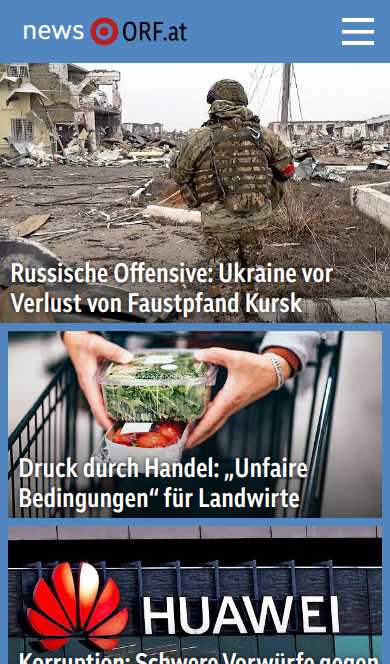 news ORF.at
Russische Offensive: Ukraine vor
Verlust von Faustpfand Kursk
Druck durch Handel: „Unfaire
Bedingungen“ für Landwirte
HUAWEI
Korruption: Schwere Vorwürfe gegen